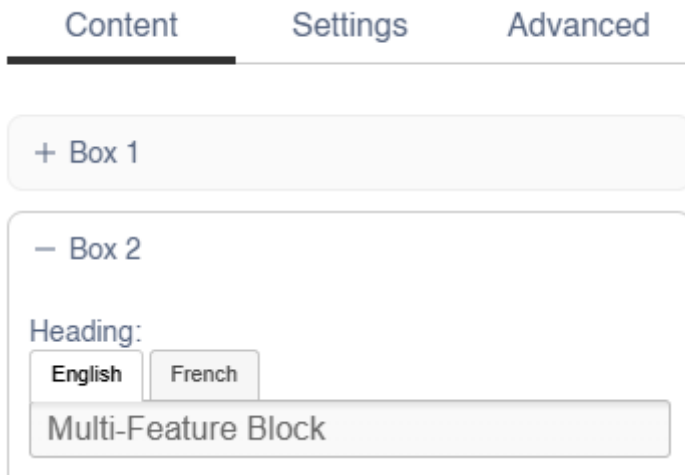 Content Settings Advanced
+ Box 1
− Box 2
Heading:
English French
Multi-Feature Block